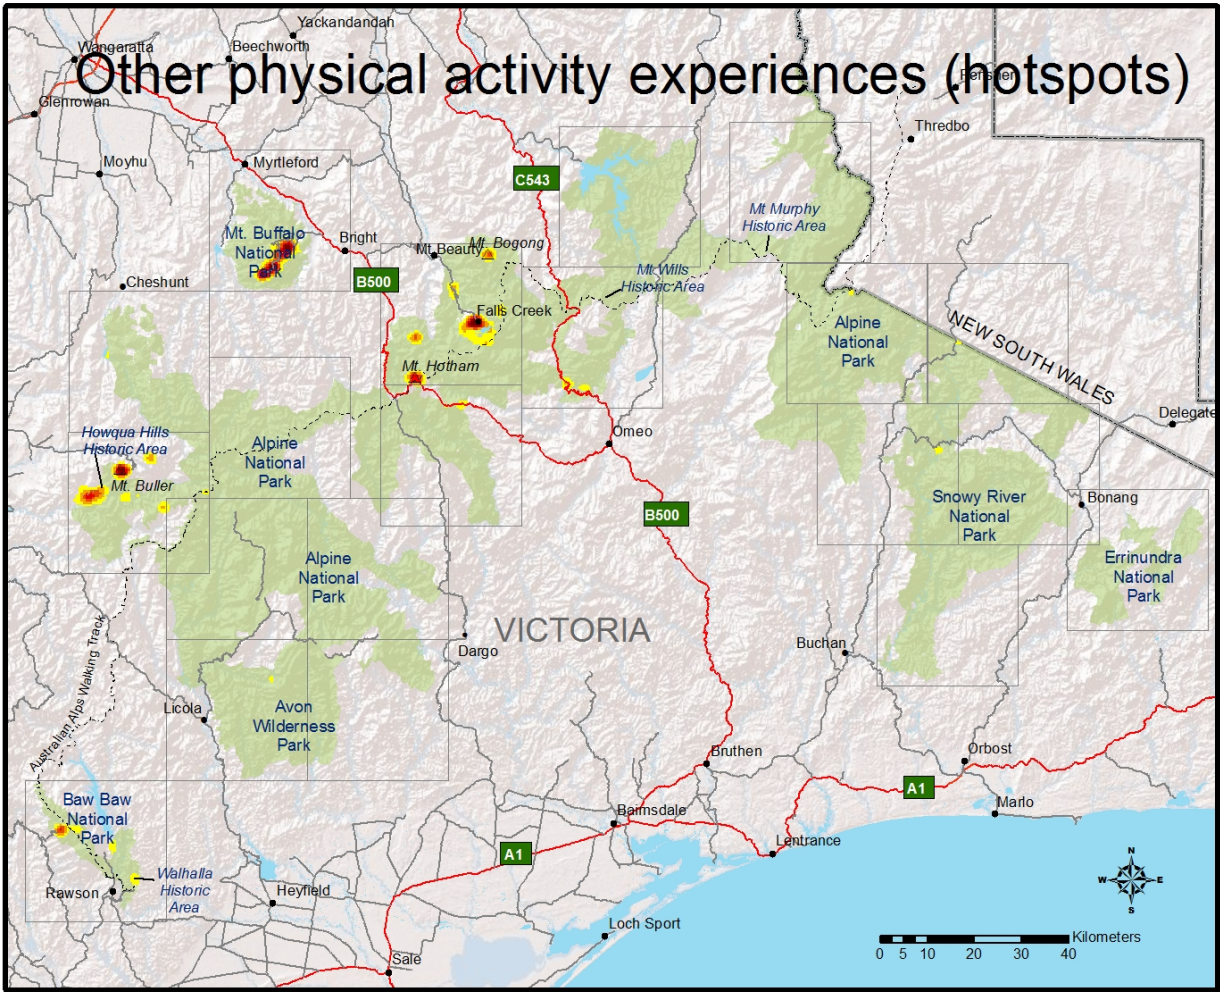 Yackandandah
Wangaratta
Beechworth
Other physical activity experiences (hotspots)
Perisher
Glenrowan
Thredbo
Moyhu
Myrtleford
C543
Mt Murphy
Historic Area
Mt. Buffalo
National
Park
Bright
Mt. Beauty
Mt. Bogong
Mt Wills
Historic Area
Cheshunt
B500
Falls Creek
Alpine
National
Park
NEW SOUTH WALES
Mt. Hotham
Delegate
Howqua Hills
Historic Area
Omeo
Alpine
National
Park
Mt. Buller
Snowy River
National
Park
Bonang
B500
Alpine
National
Park
Errinundra
National
Park
VICTORIA
Buchan
Dargo
Australian Alps Walking Track
Licola
Avon
Wilderness
Park
Bruthen
Orbost
A1
Baw Baw
National
Park
Bairnsdale
Marlo
Lentrance
A1
Walhalla
Historic
Area
Rawson
Heyfield
N
W
E
S
Loch Sport
Kilometers
0 5 10 20 30 40
Sale